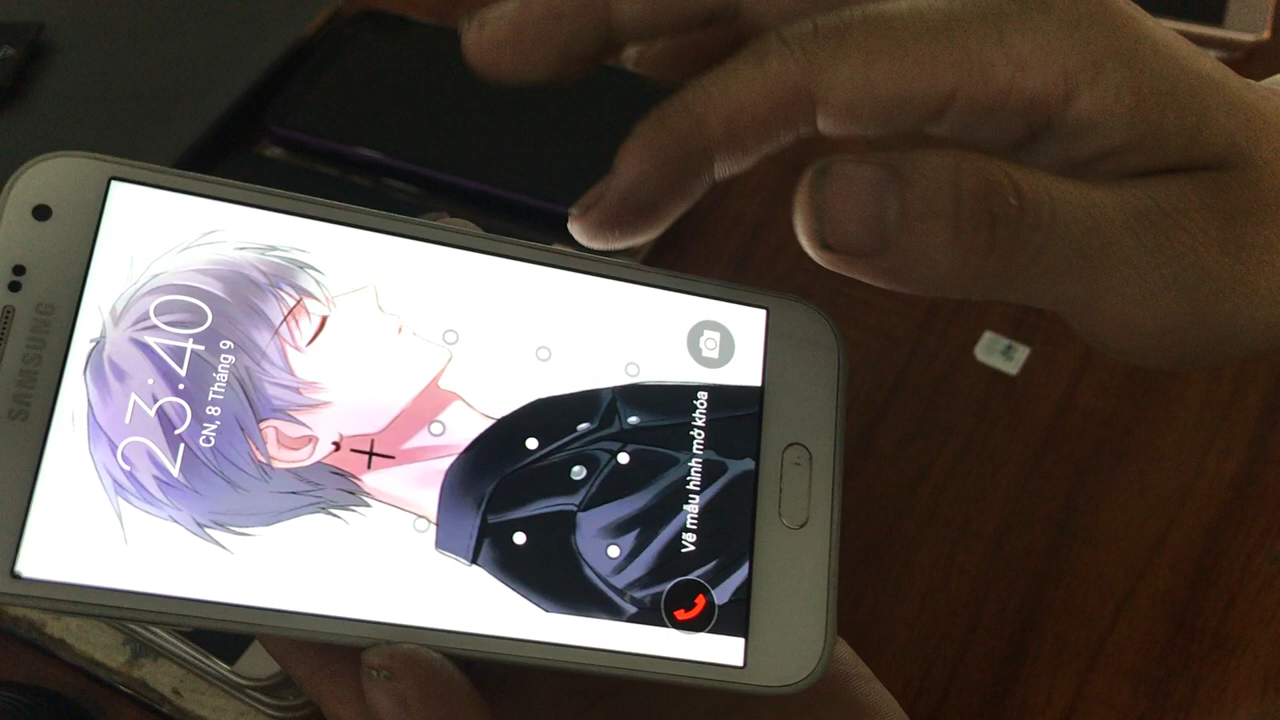 SAMSUNG
23:40
CN, 8 Tháng 9
Vẽ mẫu hình mở khóa